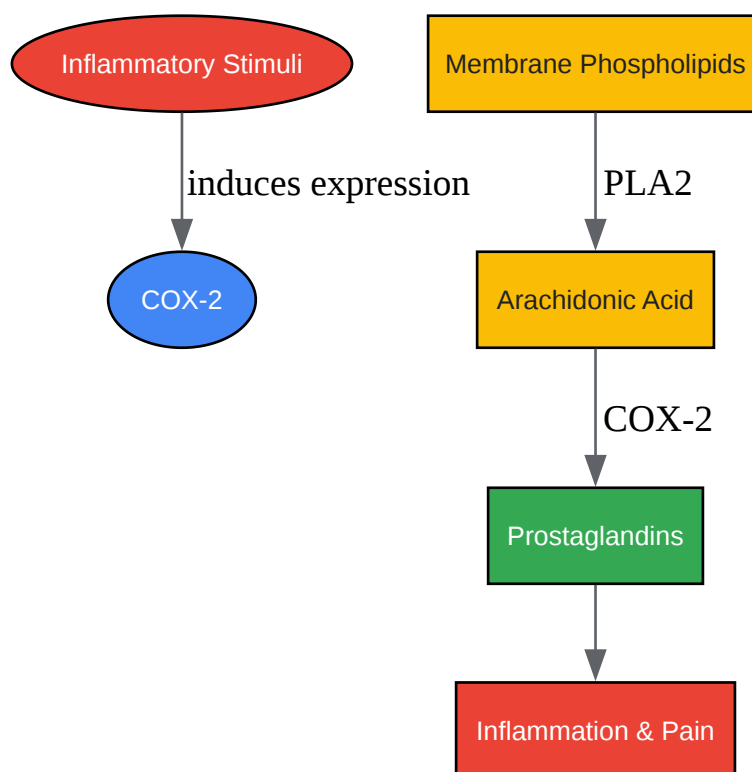 Inflammatory Stimuli
Membrane Phospholipids
induces expression
PLA2
COX-2
Arachidonic Acid
COX-2
Prostaglandins
Inflammation & Pain